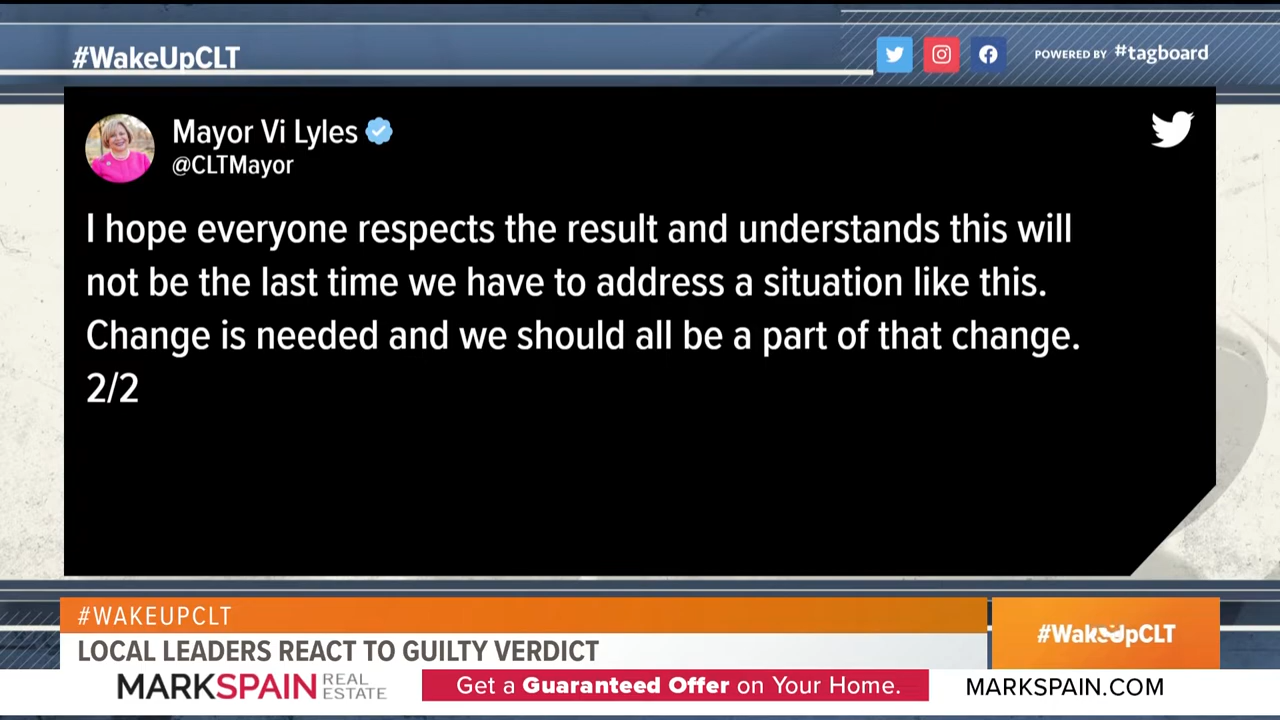 #WakeUpCLT
POWERED BY #tagboard
Mayor Vi Lyles
@CLTMayor
I hope everyone respects the result and understands this will
not be the last time we have to address a situation like this.
Change is needed and we should all be a part of that change.
2/2
#WAKEUPCLT
LOCAL LEADERS REACT TO GUILTY VERDICT
#WakeUpCLT
MARKSPAIN REAL ESTATE
Get a Guaranteed Offer on Your Home.
MARKSPAIN.COM